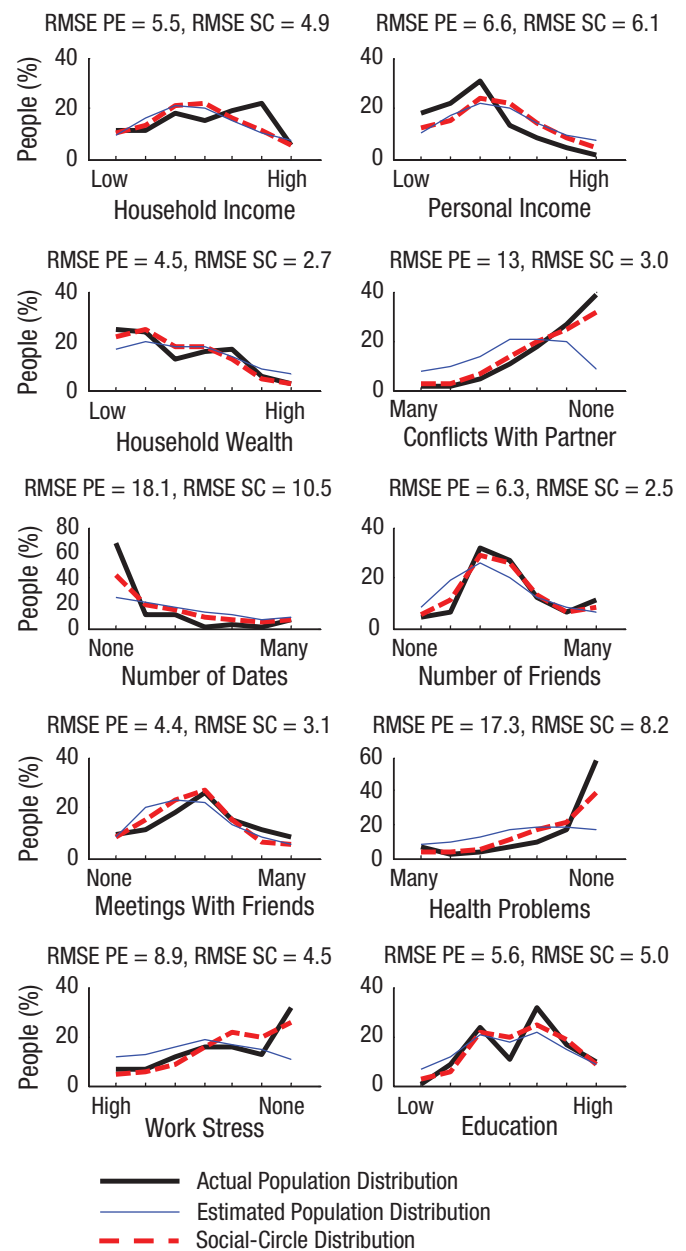 RMSE PE = 5.5, RMSE SC = 4.9
People (%)
40
20
0
Low
High
Household Income
RMSE PE = 6.6, RMSE SC = 6.1
40
20
0
Low
High
Personal Income
RMSE PE = 4.5, RMSE SC = 2.7
People (%)
40
20
0
Low
High
Household Wealth
RMSE PE = 13, RMSE SC = 3.0
40
20
0
Many
None
Conflicts With Partner
RMSE PE = 18.1, RMSE SC = 10.5
People (%)
80
60
40
20
0
None
Many
Number of Dates
RMSE PE = 6.3, RMSE SC = 2.5
40
20
0
None
Many
Number of Friends
RMSE PE = 4.4, RMSE SC = 3.1
People (%)
40
20
0
None
Many
Meetings With Friends
RMSE PE = 17.3, RMSE SC = 8.2
60
40
20
0
Many
None
Health Problems
RMSE PE = 8.9, RMSE SC = 4.5
People (%)
40
20
0
High
None
Work Stress
RMSE PE = 5.6, RMSE SC = 5.0
40
20
0
Low
High
Education
Actual Population Distribution
Estimated Population Distribution
Social-Circle Distribution